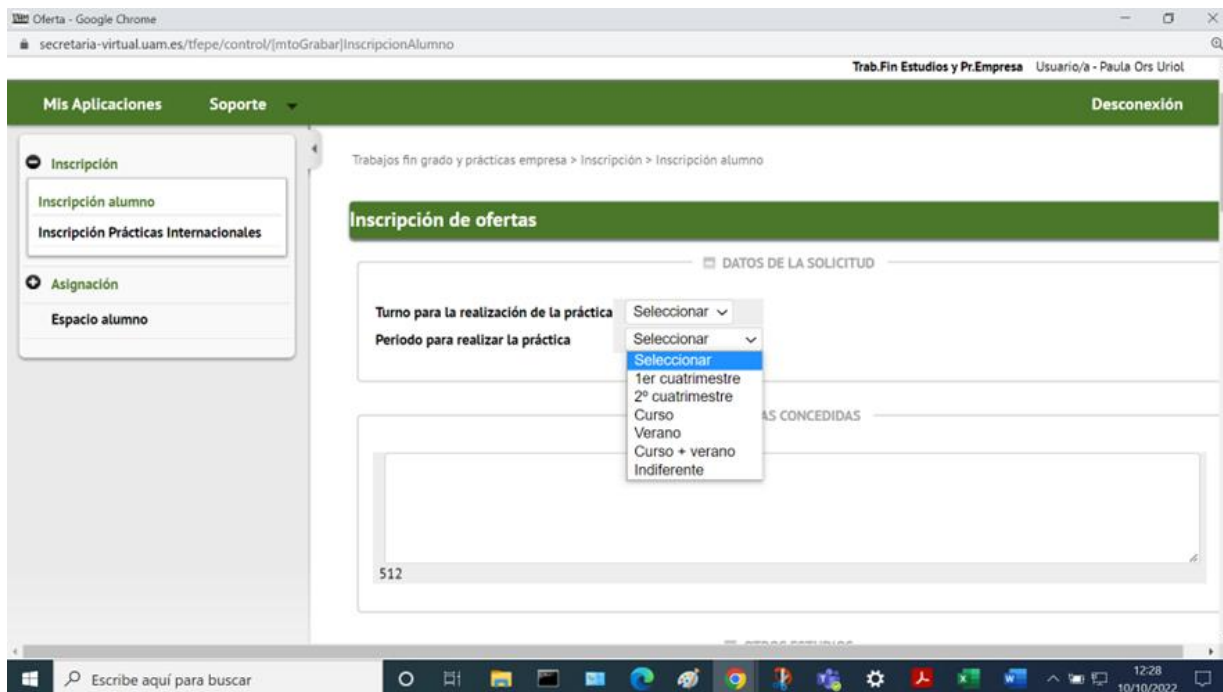 Oferta - Google Chrome
secretaria-virtual.uam.es/tfepe/control/[mtoGrabar]InscripcionAlumno
Trab.Fin Estudios y Pr.Empresa Usuario/a - Paula Ors Uriol
Mis Aplicaciones Soporte Desconexión
Inscripción
Inscripción alumno
Inscripción Prácticas Internacionales
Asignación
Espacio alumno
Trabajos fin grado y prácticas empresa > Inscripción > Inscripción alumno
Inscripción de ofertas
DATOS DE LA SOLICITUD
Turno para la realización de la práctica Seleccionar
Periodo para realizar la práctica Seleccionar
Seleccionar
1er cuatrimestre
2º cuatrimestre
Curso
Verano
Curso + verano
Indiferente
AS CONCEDIDAS
512
OTROS ESTUDIOS
Escribe aquí para buscar
12:28
10/10/2022